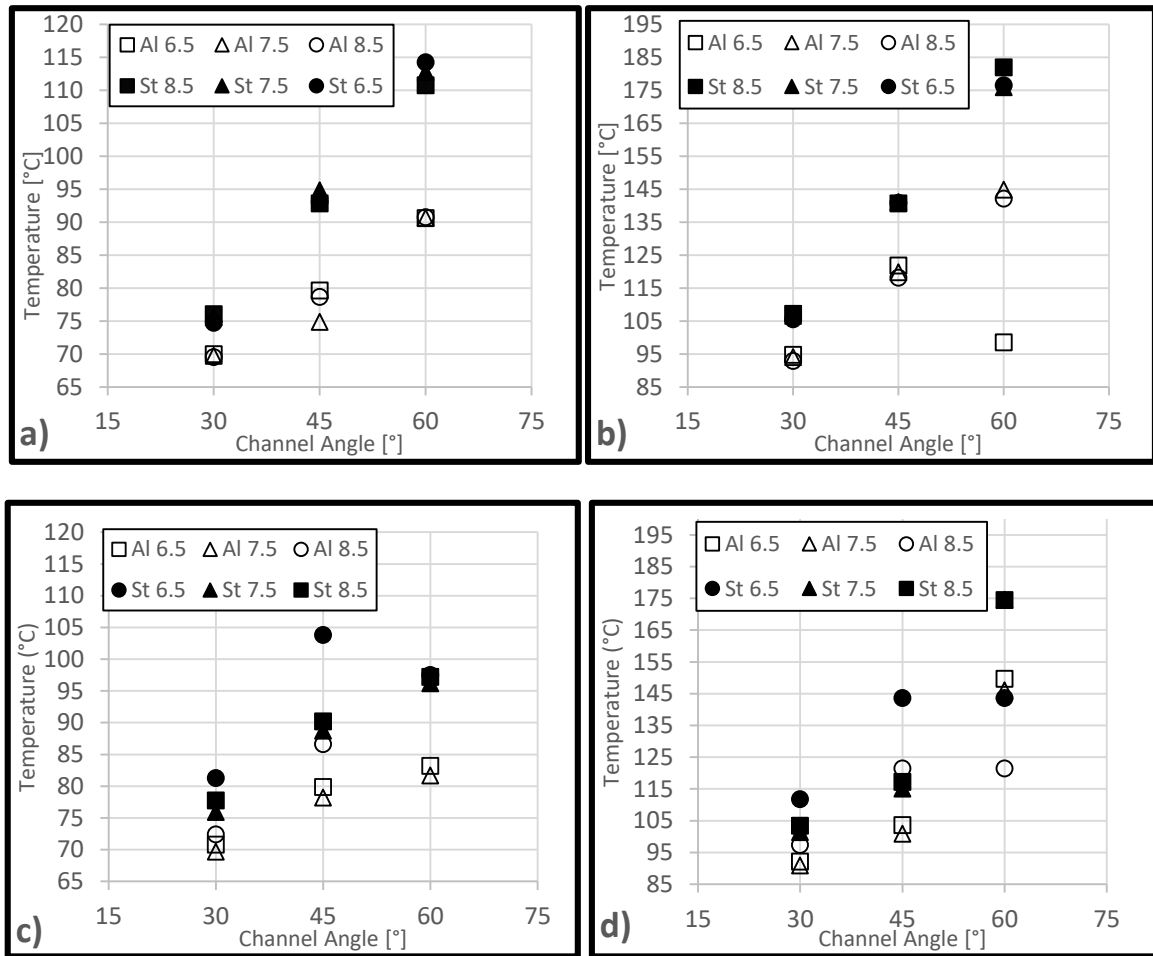 Al 6.5 Al 7.5 Al 8.5
St 8.5 St 7.5 St 6.5
120
115
110
105
100
95
90
85
80
75
70
65
Temperature [°C]
15 30 45 60 75
Channel Angle [°]
a)
Al 6.5 Al 7.5 Al 8.5
St 8.5 St 7.5 St 6.5
195
185
175
165
155
145
135
125
115
105
95
85
Temperature [°C]
15 30 45 60 75
Channel Angle [°]
b)
Al 6.5 Al 7.5 Al 8.5
St 6.5 St 7.5 St 8.5
120
115
110
105
100
95
90
85
80
75
70
65
Temperature (°C)
15 30 45 60 75
Channel Angle [°]
c)
Al 6.5 Al 7.5 Al 8.5
St 6.5 St 7.5 St 8.5
195
185
175
165
155
145
135
125
115
105
95
85
Temperature (°C)
15 30 45 60 75
Channel Angle [°]
d)